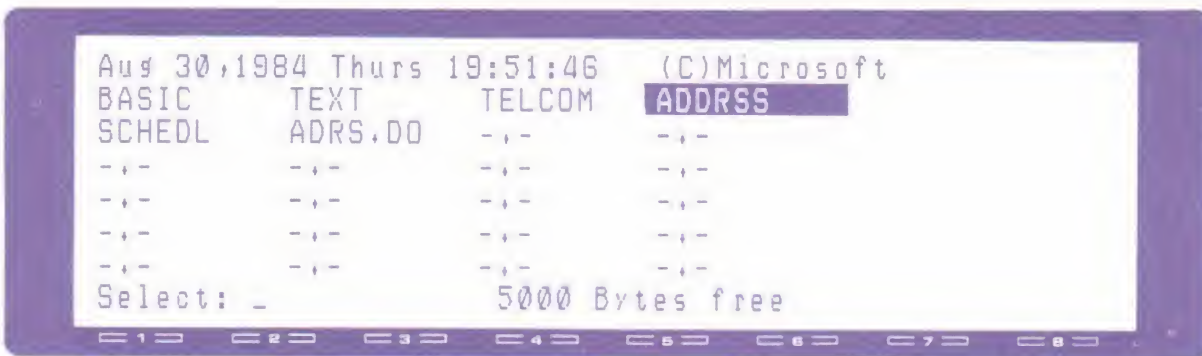 Aug 30,1984 Thurs 19:51:46 (C)Microsoft
BASIC TEXT TELCOM ADDRSS
SCHEDL ADRS.DO -.- -.-
-.- -.- -.- -.-
-.- -.- -.- -.-
-.- -.- -.- -.-
-.- -.- -.- -.-
Select: _ 5000 Bytes free
1 2 3 4 5 6 7 8